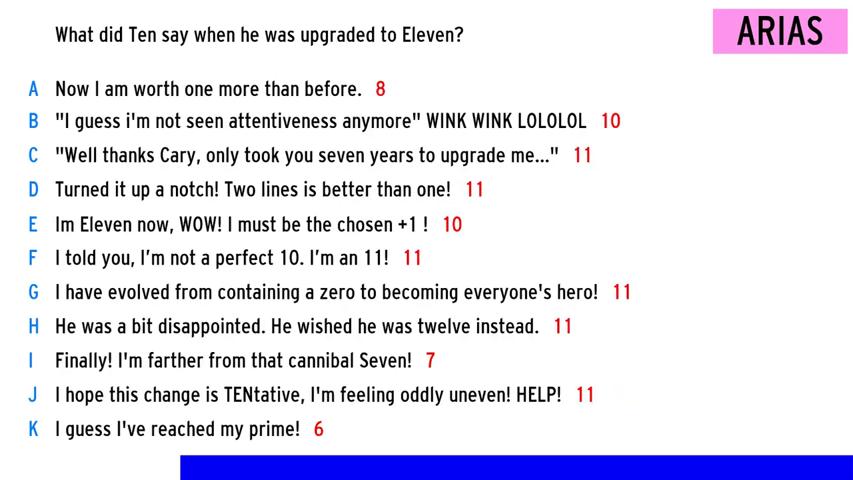 What did Ten say when he was upgraded to Eleven?
ARIAS
A Now I am worth one more than before. 8
B "I guess i'm not seen attentiveness anymore" WINK WINK LOLOLOL 10
C "Well thanks Cary, only took you seven years to upgrade me..." 11
D Turned it up a notch! Two lines is better than one! 11
E Im Eleven now, WOW! I must be the chosen +1 ! 10
F I told you, I’m not a perfect 10. I’m an 11! 11
G I have evolved from containing a zero to becoming everyone's hero! 11
H He was a bit disappointed. He wished he was twelve instead. 11
I Finally! I'm farther from that cannibal Seven! 7
J I hope this change is TENtative, I'm feeling oddly uneven! HELP! 11
K I guess I've reached my prime! 6